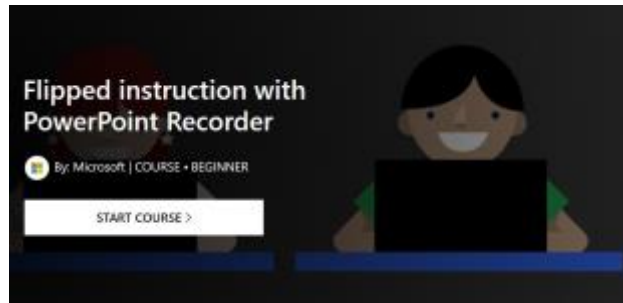 Flipped instruction with
PowerPoint Recorder
By: Microsoft | COURSE • BEGINNER
START COURSE >